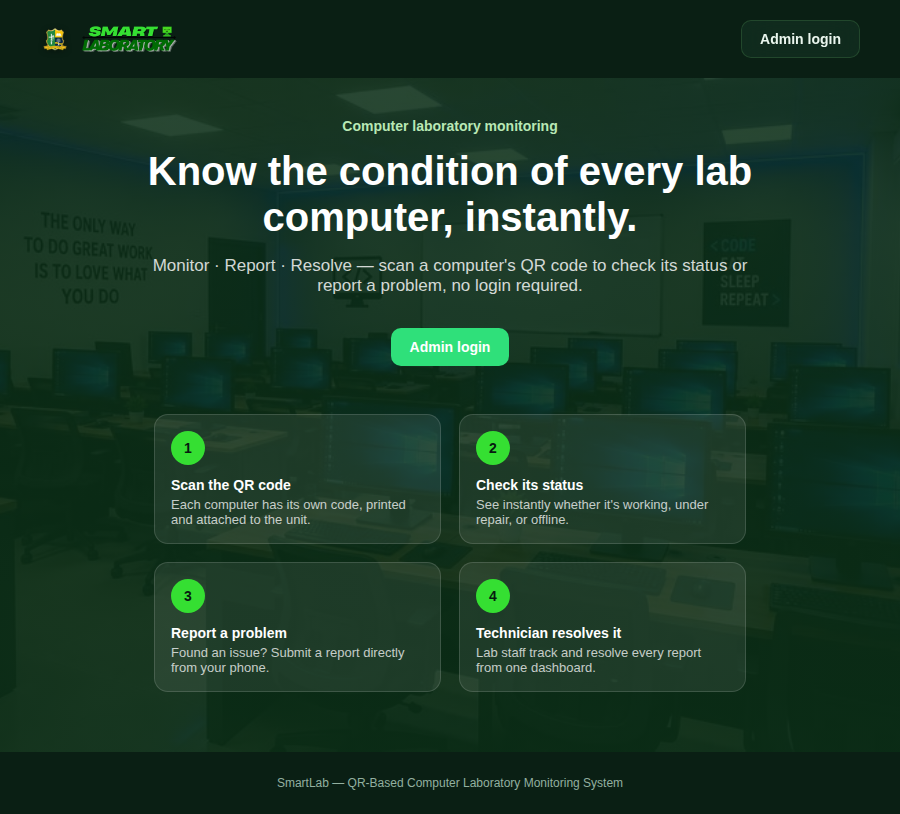 SMART
LABORATORY
Admin login
Computer laboratory monitoring
Know the condition of every lab
computer, instantly.
THE ONLY WAY
TO DO GREAT WORK
IS TO LOVE WHAT
YOU DO
< CODE
EAT
SLEEP
REPEAT >
Monitor · Report · Resolve — scan a computer's QR code to check its status or
report a problem, no login required.
Admin login
1
Scan the QR code
Each computer has its own code, printed
and attached to the unit.
2
Check its status
See instantly whether it's working, under
repair, or offline.
3
Report a problem
Found an issue? Submit a report directly
from your phone.
4
Technician resolves it
Lab staff track and resolve every report
from one dashboard.
SmartLab — QR-Based Computer Laboratory Monitoring System